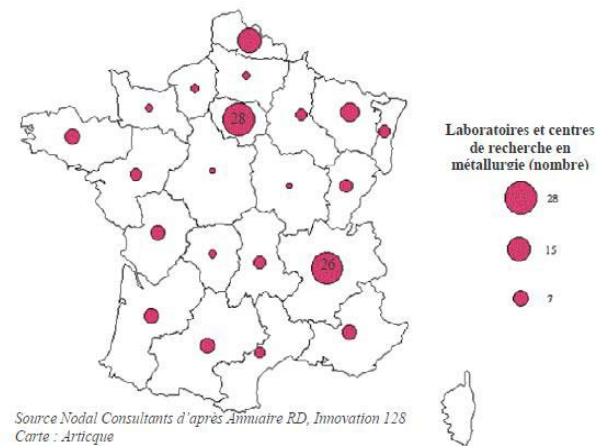 28
26
Laboratoires et centres
de recherche en
métallurgie (nombre)
28
15
7
Source Nodal Consultants d'après Annuaire RD, Innovation 128
Carte : Articque